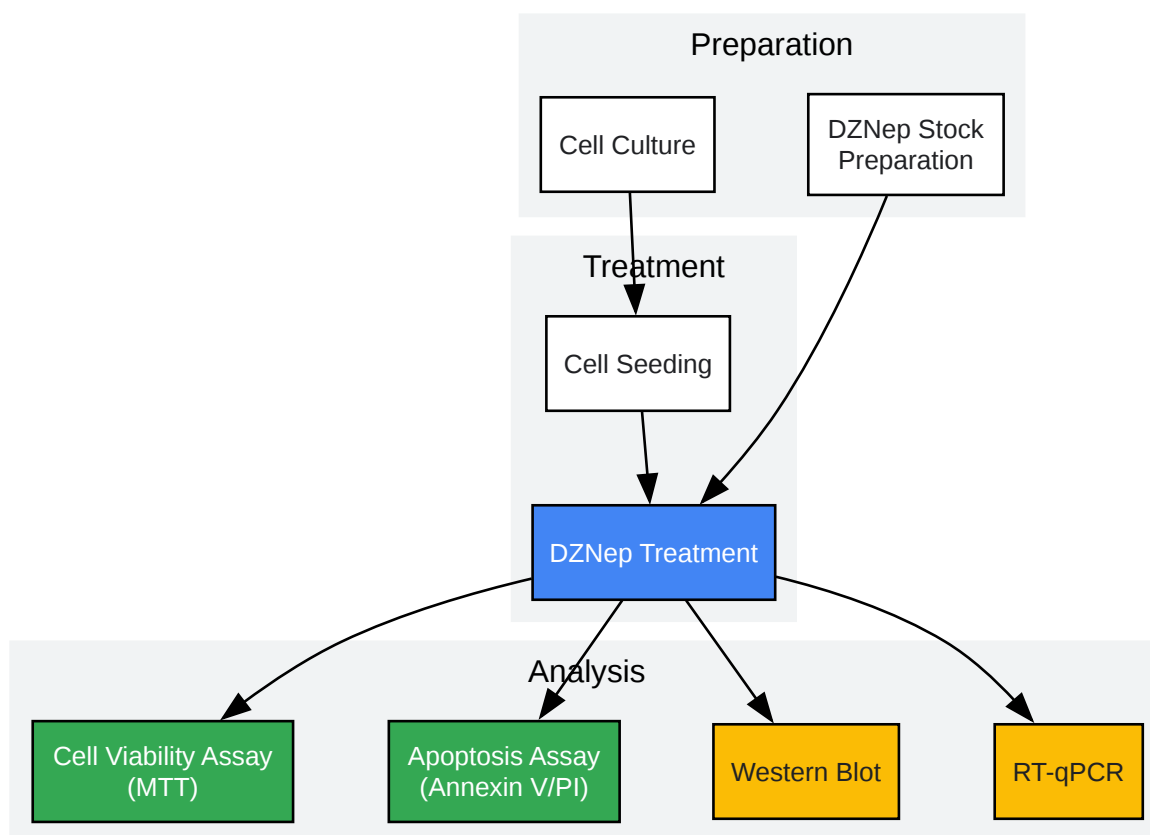 Preparation
Cell Culture
DZNep Stock
Preparation
Treatment
Cell Seeding
DZNep Treatment
Analysis
Cell Viability Assay
(MTT)
Apoptosis Assay
(Annexin V/PI)
Western Blot
RT-qPCR